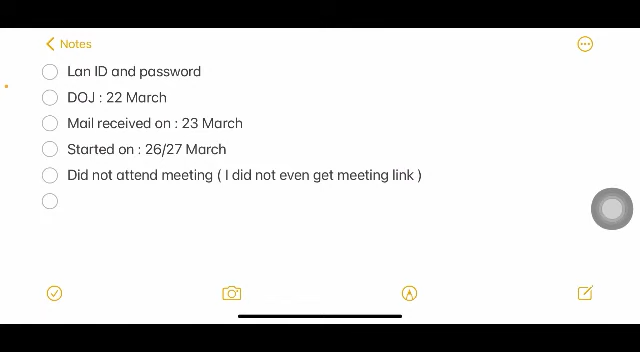 Notes
Lan ID and password
DOJ : 22 March
Mail received on : 23 March
Started on : 26/27 March
Did not attend meeting ( I did not even get meeting link )